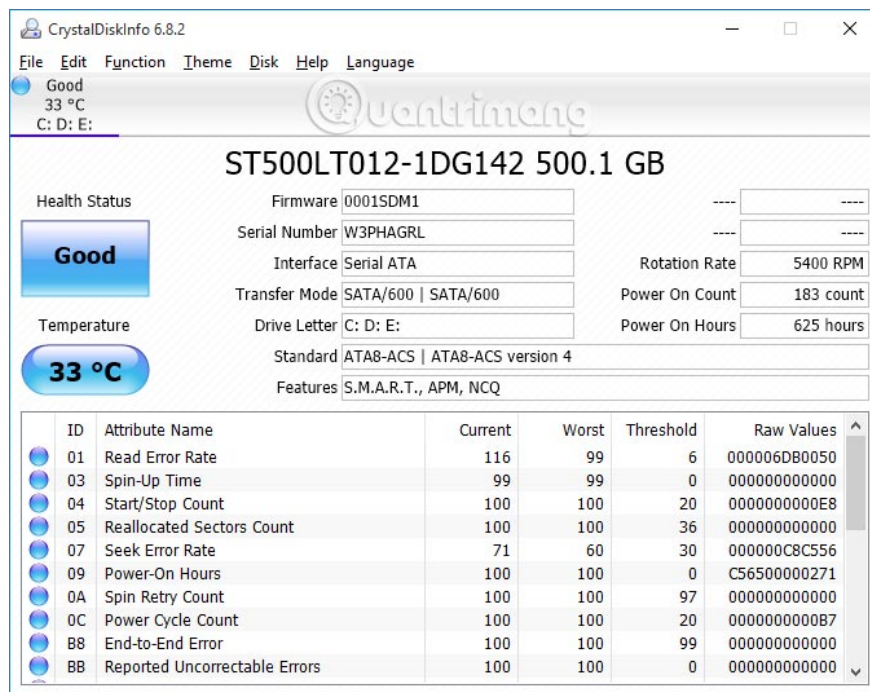 CrystalDiskInfo 6.8.2
File Edit Function Theme Disk Help Language
Good
33 °C
C: D: E:
Quantrimang
ST500LT012-1DG142 500.1 GB
Health Status
Good
Temperature
33 °C
Firmware 0001SDM1
Serial Number W3PHAGRL
Interface Serial ATA
Transfer Mode SATA/600 | SATA/600
Drive Letter C: D: E:
Standard ATA8-ACS | ATA8-ACS version 4
Features S.M.A.R.T., APM, NCQ
---- ----
---- ----
Rotation Rate 5400 RPM
Power On Count 183 count
Power On Hours 625 hours
ID Attribute Name Current Worst Threshold Raw Values
01 Read Error Rate 116 99 6 000006DB0050
03 Spin-Up Time 99 99 0 000000000000
04 Start/Stop Count 100 100 20 0000000000E8
05 Reallocated Sectors Count 100 100 36 000000000000
07 Seek Error Rate 71 60 30 000000C8C556
09 Power-On Hours 100 100 0 C56500000271
0A Spin Retry Count 100 100 97 000000000000
0C Power Cycle Count 100 100 20 0000000000B7
B8 End-to-End Error 100 100 99 000000000000
BB Reported Uncorrectable Errors 100 100 0 000000000000